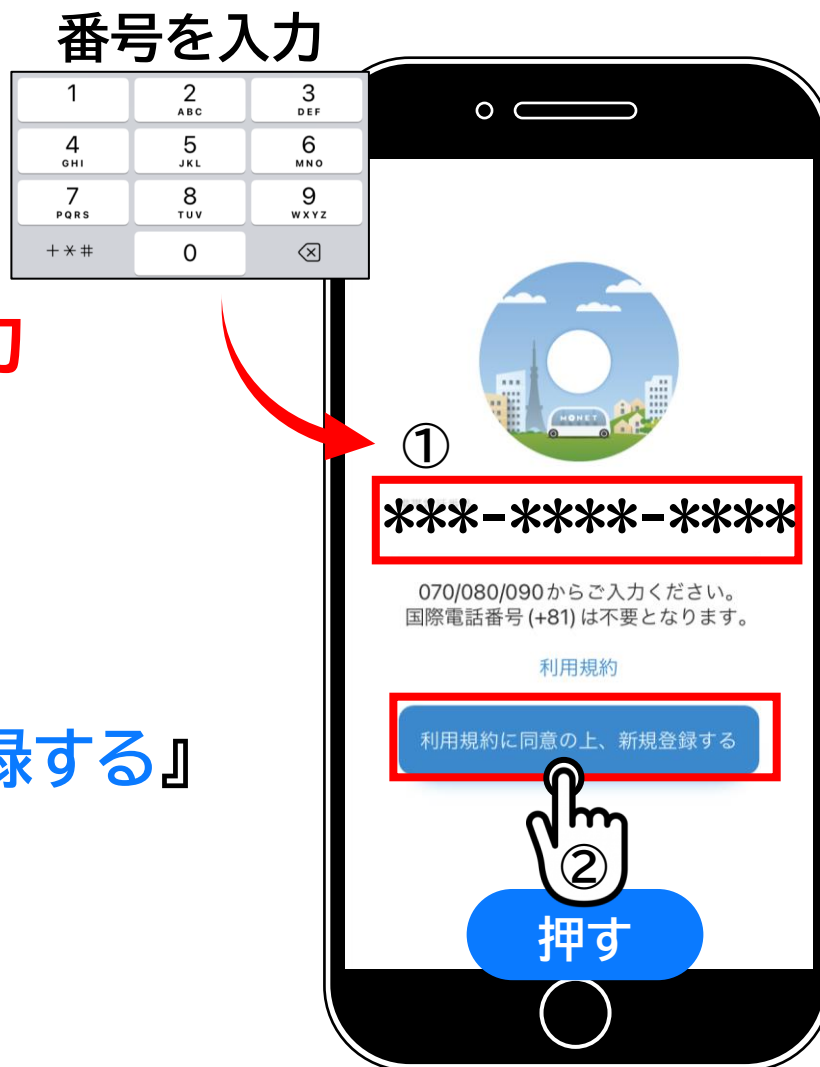 番号を入力
1 2 3
ABC DEF
4 5 6
GHI JKL MNO
7 8 9
PQRS TUV WXYZ
+*# 0
力
MONET
①
***-****-****
070/080/090からご入力ください。
国際電話番号(+81)は不要となります。
利用規約
利用規約に同意の上、新規登録する
録する』
②
押す